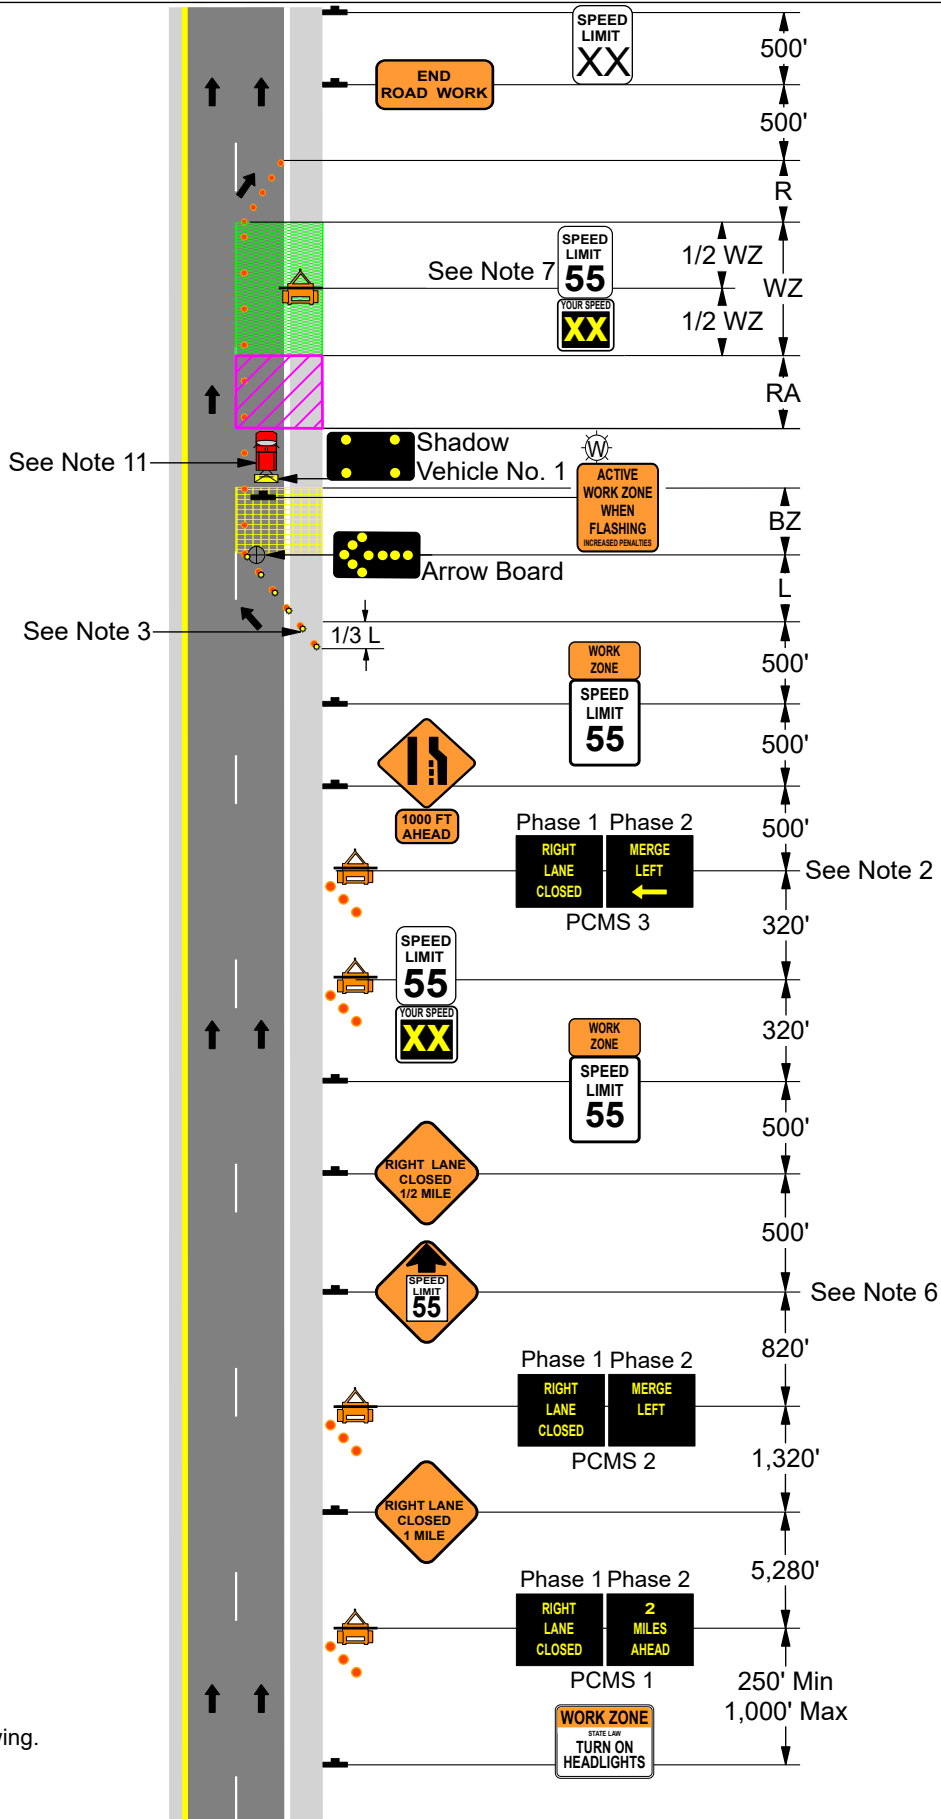 SPEED
LIMIT
XX
500'
END
ROAD WORK
500'
R
SPEED
LIMIT
55
See Note 7
1/2 WZ
WZ
YOUR SPEED
XX
1/2 WZ
RA
See Note 11
Shadow
Vehicle No. 1
W
ACTIVE
WORK ZONE
WHEN
FLASHING
INCREASED PENALTIES
BZ
Arrow Board
L
See Note 3
1/3 L
500'
WORK
ZONE
SPEED
LIMIT
55
500'
1000 FT
AHEAD
500'
Phase 1 Phase 2
RIGHT
LANE
CLOSED
MERGE
LEFT
See Note 2
PCMS 3
320'
SPEED
LIMIT
55
YOUR SPEED
XX
320'
WORK
ZONE
SPEED
LIMIT
55
500'
RIGHT LANE
CLOSED
1/2 MILE
500'
SPEED
LIMIT
55
See Note 6
820'
Phase 1 Phase 2
RIGHT
LANE
CLOSED
MERGE
LEFT
PCMS 2
1,320'
RIGHT LANE
CLOSED
1 MILE
5,280'
Phase 1 Phase 2
RIGHT
LANE
CLOSED
2
MILES
AHEAD
PCMS 1
250' Min
1,000' Max
WORK ZONE
STATE LAW
TURN ON
HEADLIGHTS